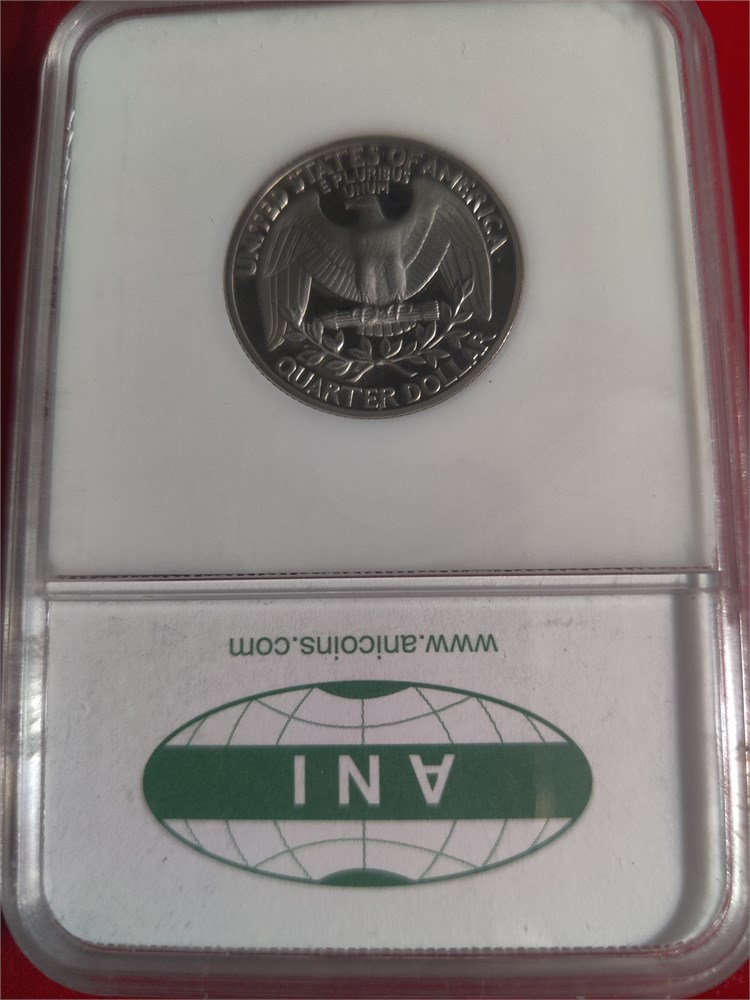 UNITED STATES OF AMERICA
E PLURIBUS
UNUM
QUARTER DOLLAR
www.anicoins.com
ANI